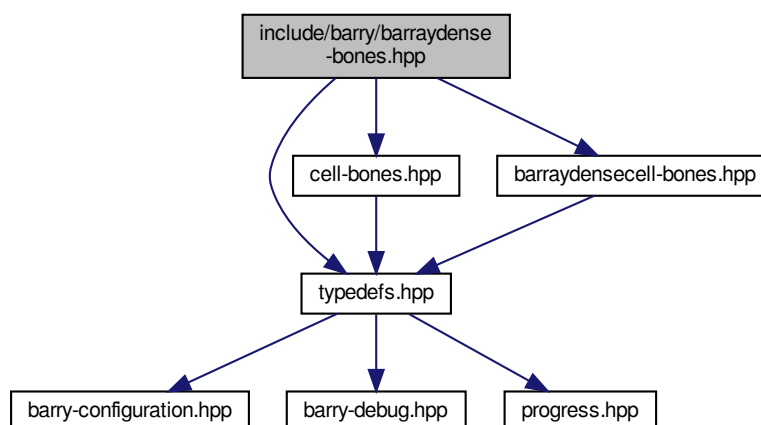 include/barry/barraydense
-bones.hpp
cell-bones.hpp
barraydensecell-bones.hpp
typedefs.hpp
barry-configuration.hpp
barry-debug.hpp
progress.hpp